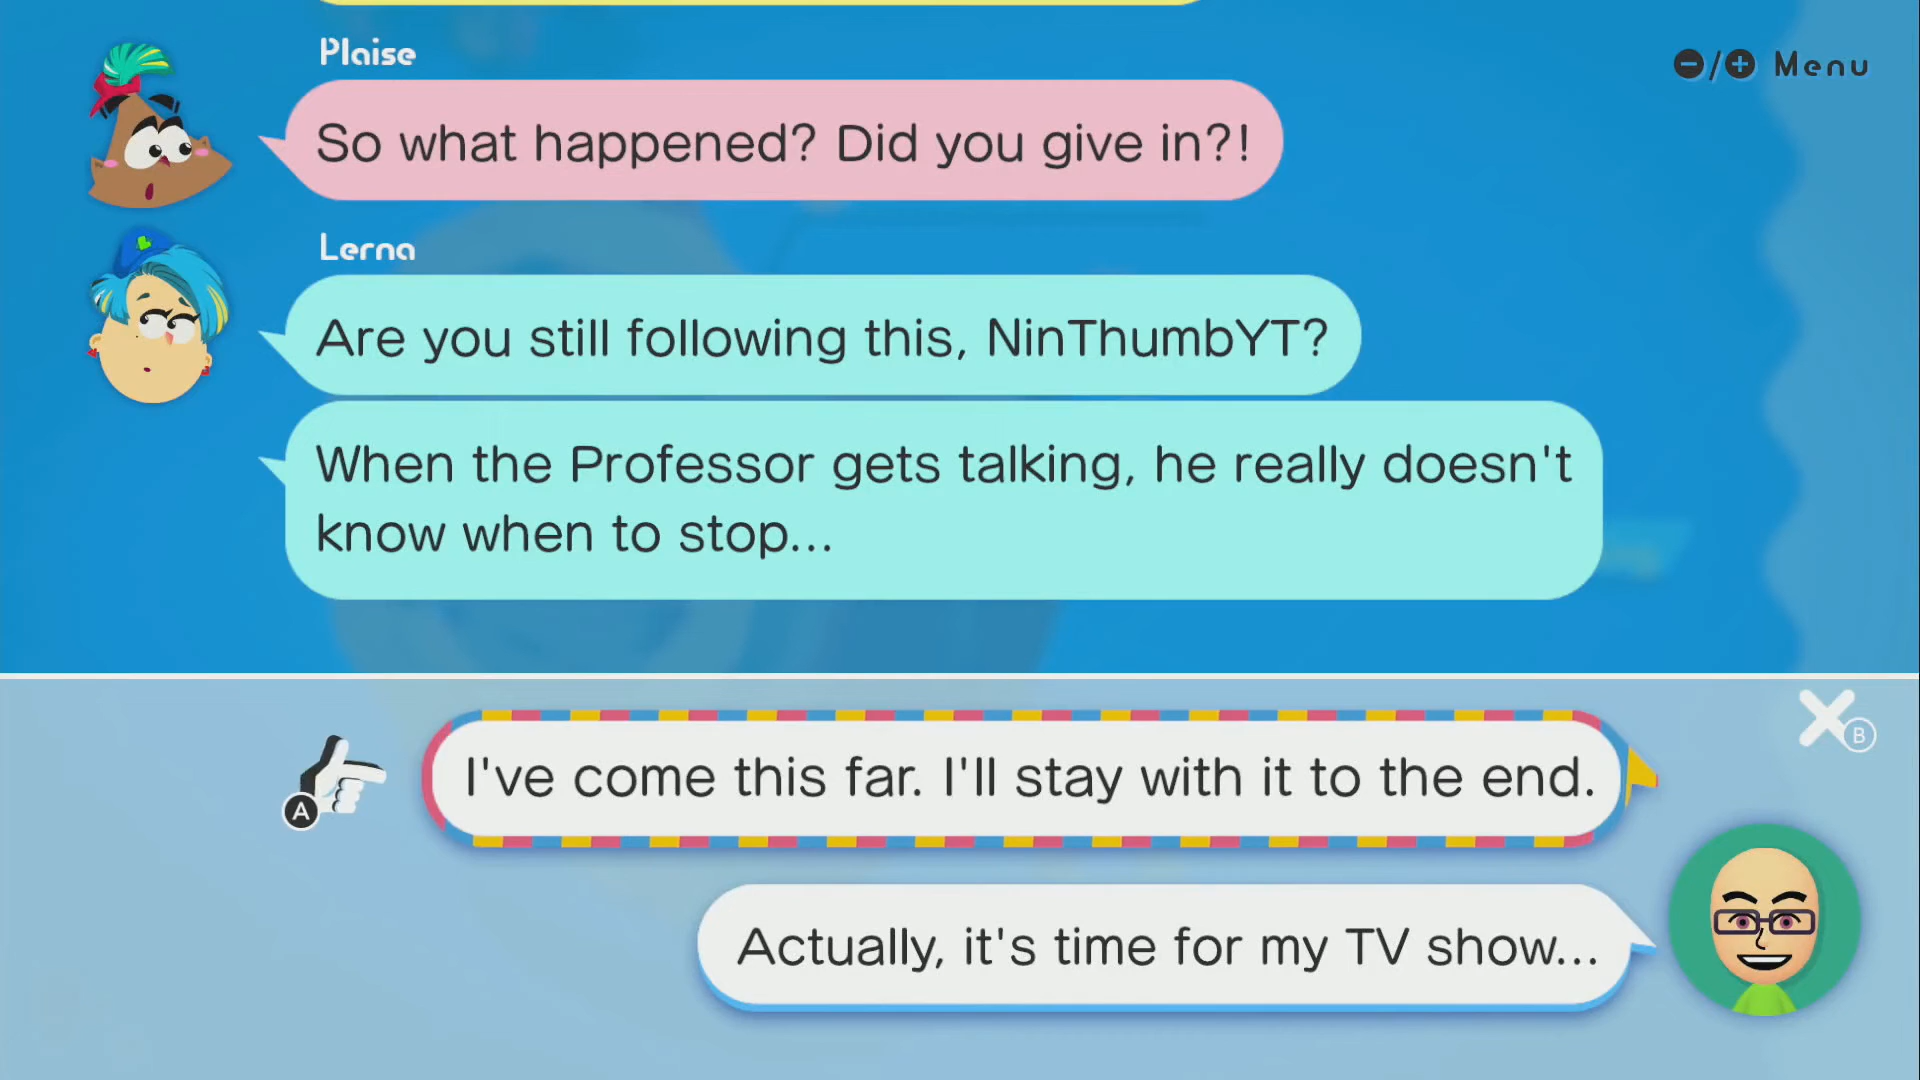 Plaise
⊖/⊕ Menu
So what happened? Did you give in?!
Lerna
Are you still following this, NinThumbYT?
When the Professor gets talking, he really doesn't
know when to stop...
B
I've come this far. I'll stay with it to the end.
A
Actually, it's time for my TV show...